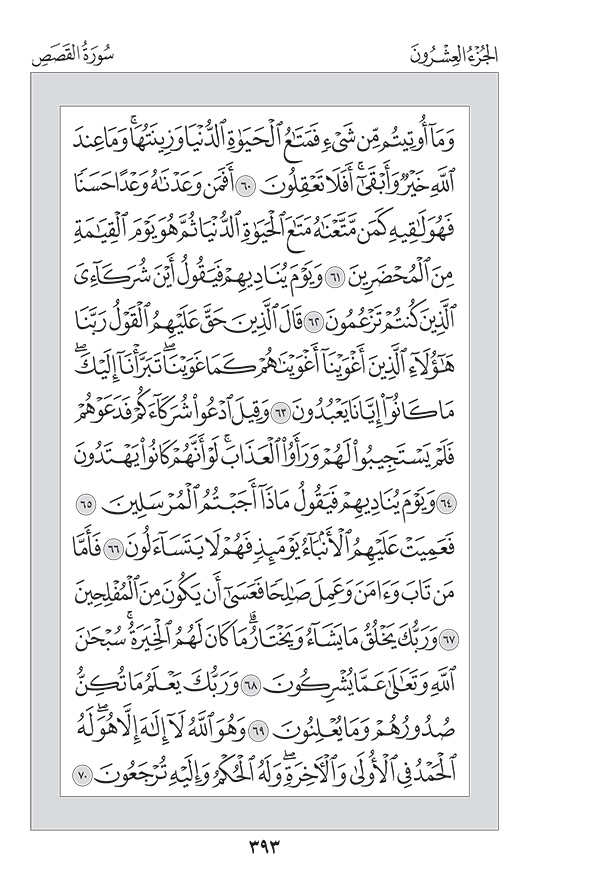 الجُزْءُ العِشْرُونَ
سُورَةُ القَصَصِ
وَمَآ أُوتِيتُم مِّن شَىْءٍ فَمَتَٰعُ ٱلْحَيَوٰةِ ٱلدُّنْيَا وَزِينَتُهَا ۚ وَمَا عِندَ
ٱللَّهِ خَيْرٌ وَأَبْقَىٰٓ ۚ أَفَلَا تَعْقِلُونَ ٦٠ أَفَمَن وَعَدْنَٰهُ وَعْدًا حَسَنًا
فَهُوَ لَٰقِيهِ كَمَن مَّتَّعْنَٰهُ مَتَٰعَ ٱلْحَيَوٰةِ ٱلدُّنْيَا ثُمَّ هُوَ يَوْمَ ٱلْقِيَٰمَةِ
مِنَ ٱلْمُحْضَرِينَ ٦١ وَيَوْمَ يُنَادِيهِمْ فَيَقُولُ أَيْنَ شُرَكَآءِىَ
ٱلَّذِينَ كُنتُمْ تَزْعُمُونَ ٦٢ قَالَ ٱلَّذِينَ حَقَّ عَلَيْهِمُ ٱلْقَوْلُ رَبَّنَا
هَٰٓؤُلَآءِ ٱلَّذِينَ أَغْوَيْنَآ أَغْوَيْنَٰهُمْ كَمَا غَوَيْنَا ۖ تَبَرَّأْنَآ إِلَيْكَ ۖ
مَا كَانُوٓا۟ إِيَّانَا يَعْبُدُونَ ٦٣ وَقِيلَ ٱدْعُوا۟ شُرَكَآءَكُمْ فَدَعَوْهُمْ
فَلَمْ يَسْتَجِيبُوا۟ لَهُمْ وَرَأَوُا۟ ٱلْعَذَابَ ۚ لَوْ أَنَّهُمْ كَانُوا۟ يَهْتَدُونَ
٦٤ وَيَوْمَ يُنَادِيهِمْ فَيَقُولُ مَاذَآ أَجَبْتُمُ ٱلْمُرْسَلِينَ ٦٥
فَعَمِيَتْ عَلَيْهِمُ ٱلْأَنۢبَآءُ يَوْمَئِذٍ فَهُمْ لَا يَتَسَآءَلُونَ ٦٦ فَأَمَّا
مَن تَابَ وَءَامَنَ وَعَمِلَ صَٰلِحًا فَعَسَىٰٓ أَن يَكُونَ مِنَ ٱلْمُفْلِحِينَ
٦٧ وَرَبُّكَ يَخْلُقُ مَا يَشَآءُ وَيَخْتَارُ ۗ مَا كَانَ لَهُمُ ٱلْخِيَرَةُ ۚ سُبْحَٰنَ
ٱللَّهِ وَتَعَٰلَىٰ عَمَّا يُشْرِكُونَ ٦٨ وَرَبُّكَ يَعْلَمُ مَا تُكِنُّ
صُدُورُهُمْ وَمَا يُعْلِنُونَ ٦٩ وَهُوَ ٱللَّهُ لَآ إِلَٰهَ إِلَّا هُوَ ۖ لَهُ
ٱلْحَمْدُ فِى ٱلْأُولَىٰ وَٱلْـَٔاخِرَةِ ۖ وَلَهُ ٱلْحُكْمُ وَإِلَيْهِ تُرْجَعُونَ ٧٠
٣٩٣